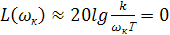 L(ω_к) ≈ 20lg k/(ω_к T) = 0